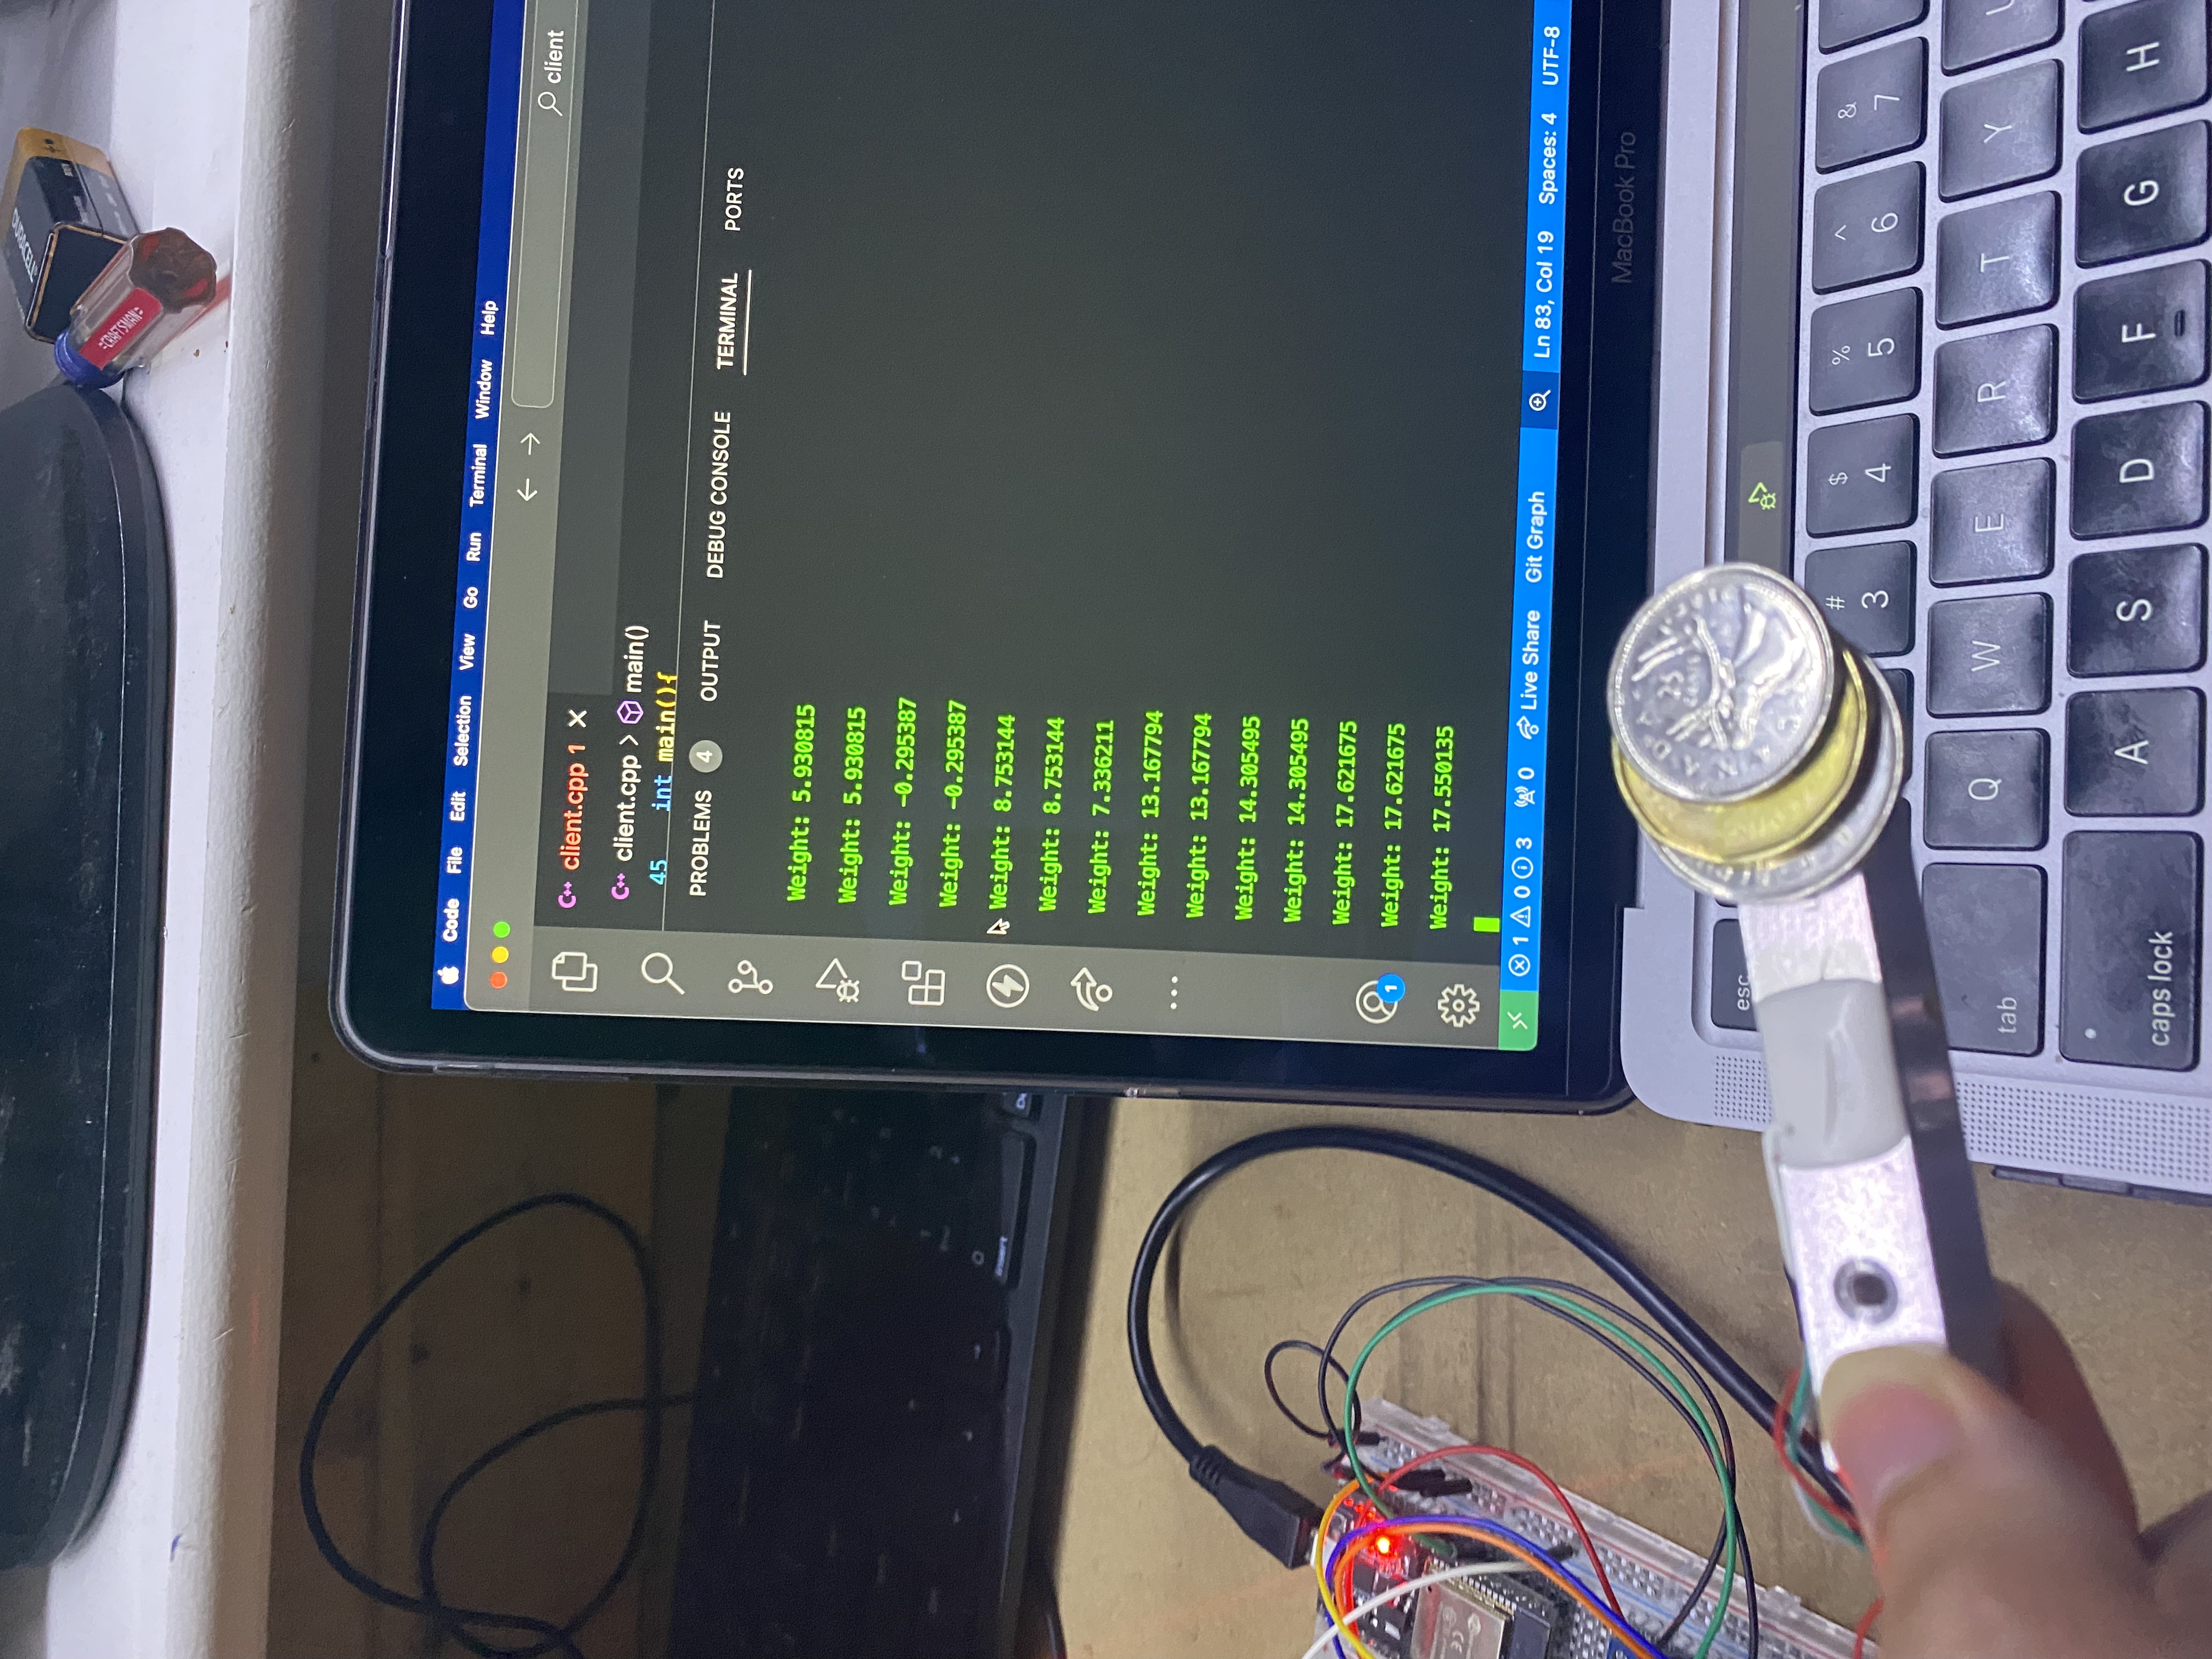 DURACELL
CRAFTSMAN
Code File Edit Selection View Go Run Terminal Window Help
client
client.cpp 1
client.cpp > main()
45 int main(){
PROBLEMS 4 OUTPUT DEBUG CONSOLE TERMINAL PORTS
Weight: 5.930815
Weight: 5.930815
Weight: -0.295387
Weight: -0.295387
Weight: 8.753144
Weight: 8.753144
Weight: 7.336211
Weight: 13.167794
Weight: 13.167794
Weight: 14.305495
Weight: 14.305495
Weight: 17.621675
Weight: 17.621675
Weight: 17.550135
1
1 0 3 0 Live Share Git Graph Ln 83, Col 19 Spaces: 4 UTF-8
MacBook Pro
insert
0
CANADA
25
cents
esc
# $ % ^ &
3 4 5 6 7
tab Q W E R T Y
caps lock A S D F G H